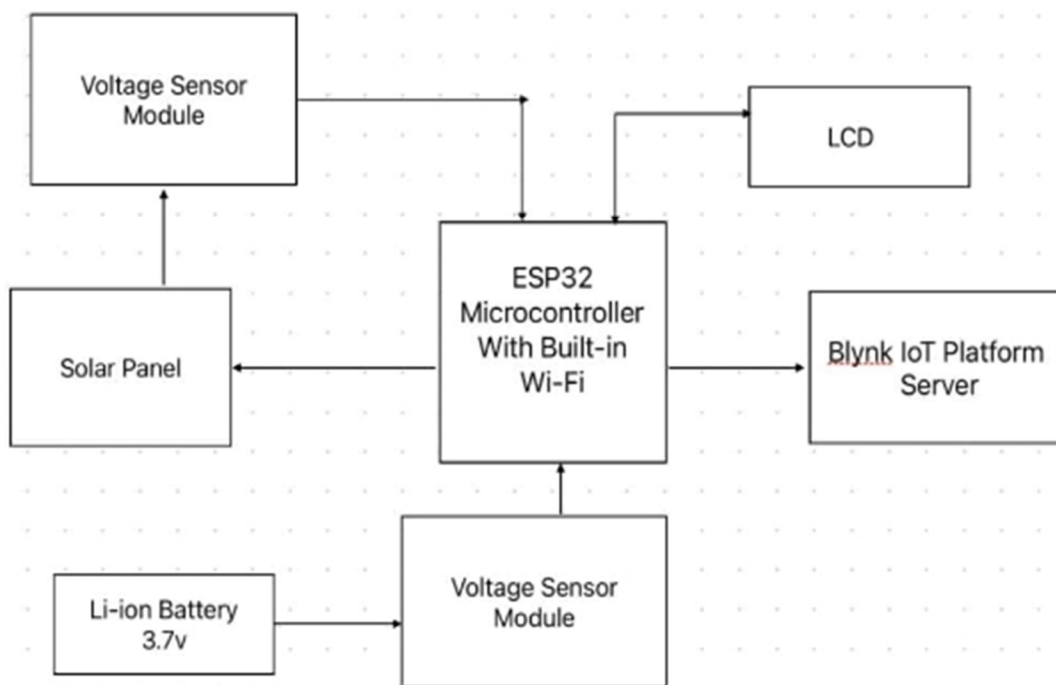 Voltage Sensor
Module
LCD
ESP32
Microcontroller
With Built-in
Wi-Fi
Solar Panel
Blynk IoT Platform
Server
Li-ion Battery
3.7v
Voltage Sensor
Module